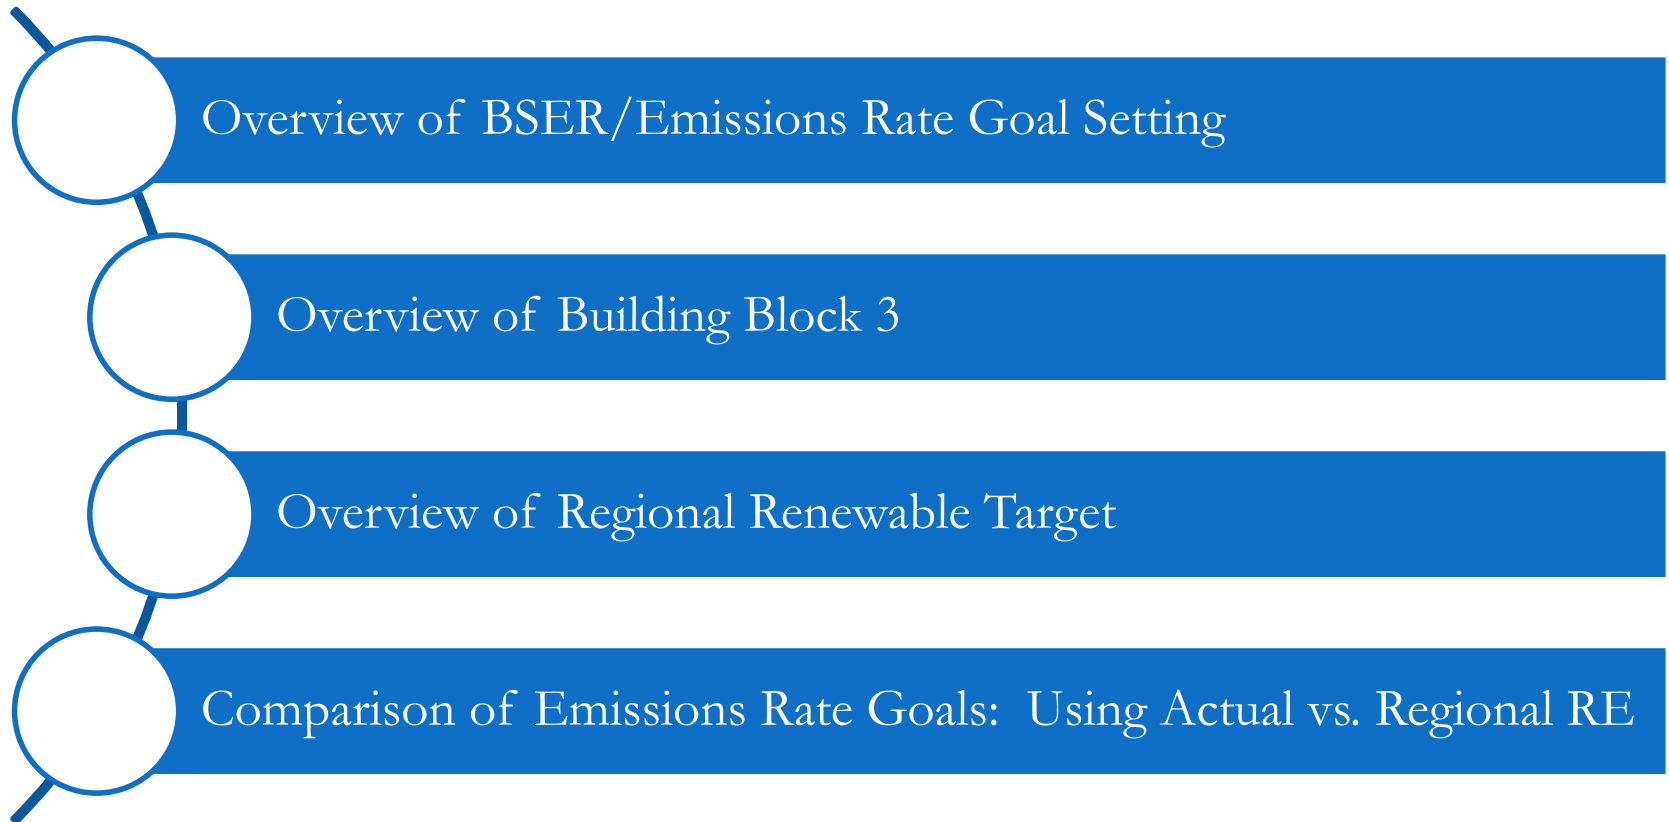 Overview of BSER/Emissions Rate Goal Setting
Overview of Building Block 3
Overview of Regional Renewable Target
Comparison of Emissions Rate Goals:  Using Actual vs. Regional RE